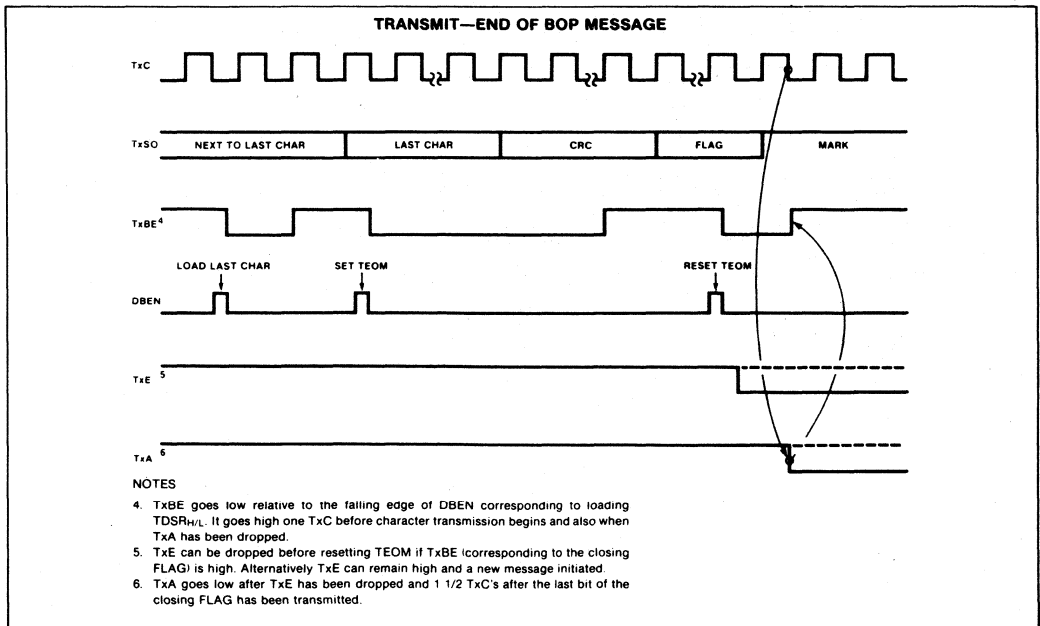 TRANSMIT—END OF BOP MESSAGE
TxC
TxSO
NEXT TO LAST CHAR
LAST CHAR
CRC
FLAG
MARK
TxBE4
LOAD LAST CHAR
SET TEOM
RESET TEOM
DBEN
TxE 5
TxA 6
NOTES
4. TxBE goes low relative to the falling edge of DBEN corresponding to loading
TDSRH/L. It goes high one TxC before character transmission begins and also when
TxA has been dropped.
5. TxE can be dropped before resetting TEOM if TxBE (corresponding to the closing
FLAG) is high. Alternatively TxE can remain high and a new message initiated.
6. TxA goes low after TxE has been dropped and 1 1/2 TxC's after the last bit of the
closing FLAG has been transmitted.